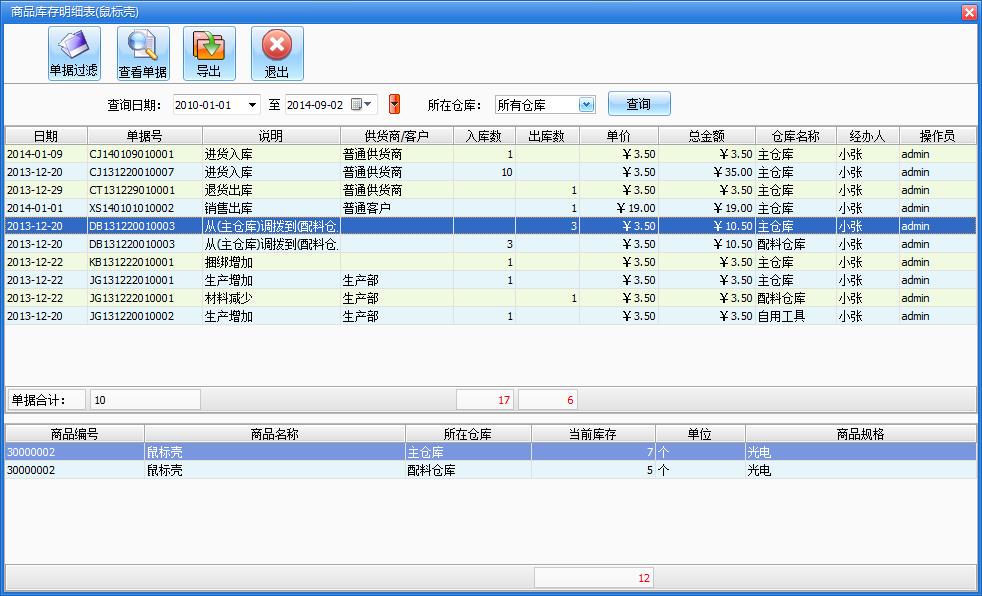 商品库存明细表(鼠标壳)
单据过滤 查看单据 导出 退出
查询日期: 2010-01-01 至 2014-09-02 所在仓库: 所有仓库 查询
日期 单据号 说明 供货商/客户 入库数 出库数 单价 总金额 仓库名称 经办人 操作员
2014-01-09 CJ140109010001 进货入库 普通供货商 1 ￥3.50 ￥3.50 主仓库 小张 admin
2013-12-20 CJ131220010007 进货入库 普通供货商 10 ￥3.50 ￥35.00 主仓库 小张 admin
2013-12-29 CT131229010001 退货出库 普通供货商 1 ￥3.50 ￥3.50 主仓库 小张 admin
2014-01-01 XS140101010002 销售出库 普通客户 1 ￥19.00 ￥19.00 主仓库 小张 admin
2013-12-20 DB131220010003 从(主仓库)调拨到(配料仓. 3 ￥3.50 ￥10.50 主仓库 小张 admin
2013-12-20 DB131220010003 从(主仓库)调拨到(配料仓. 3 ￥3.50 ￥10.50 配料仓库 小张 admin
2013-12-22 KB131222010001 捆绑增加 1 ￥3.50 ￥3.50 主仓库 小张 admin
2013-12-22 JG131222010001 生产增加 生产部 1 ￥3.50 ￥3.50 主仓库 小张 admin
2013-12-22 JG131222010001 材料减少 生产部 1 ￥3.50 ￥3.50 配料仓库 小张 admin
2013-12-20 JG131220010002 生产增加 生产部 1 ￥3.50 ￥3.50 自用工具 小张 admin
单据合计: 10 17 6
商品编号 商品名称 所在仓库 当前库存 单位 商品规格
30000002 鼠标壳 主仓库 7 个 光电
30000002 鼠标壳 配料仓库 5 个 光电
12